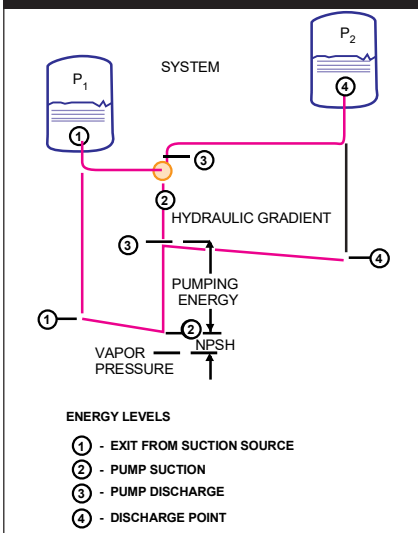 P2
4
P1
SYSTEM
1
3
2
HYDRAULIC GRADIENT
3
4
PUMPING
ENERGY
1
2
NPSH
VAPOR
PRESSURE
ENERGY LEVELS
1 - EXIT FROM SUCTION SOURCE
2 - PUMP SUCTION
3 - PUMP DISCHARGE
4 - DISCHARGE POINT